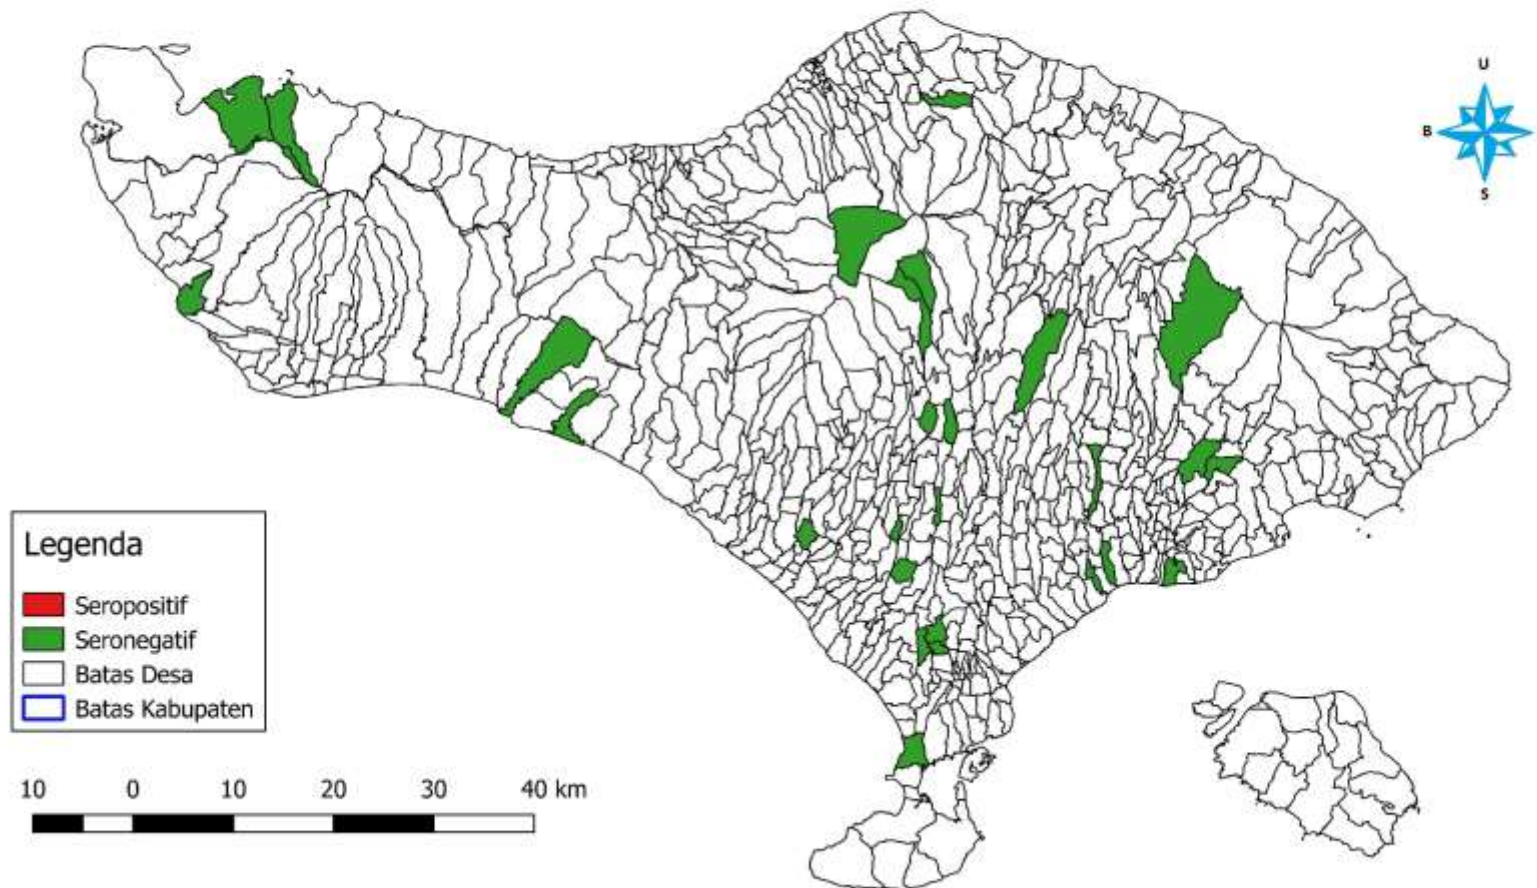 U
B
S
Legenda
Seropositif
Seronegatif
Batas Desa
Batas Kabupaten
10 0 10 20 30 40 km